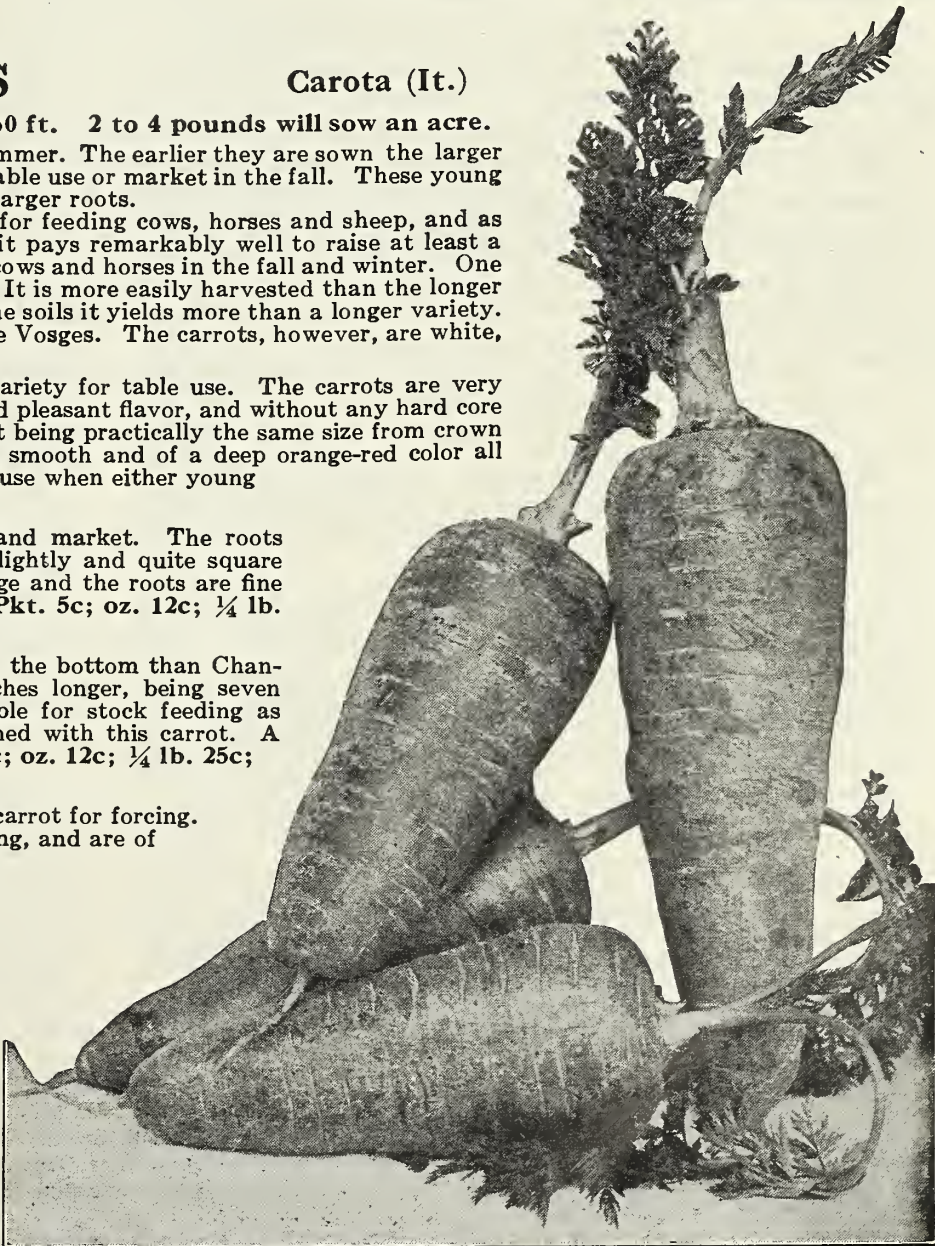 S Carota (It.)
0 ft. 2 to 4 pounds will sow an acre.
mmer. The earlier they are sown the larger
able use or market in the fall. These young
arger roots.
for feeding cows, horses and sheep, and as
it pays remarkably well to raise at least a
cows and horses in the fall and winter. One
It is more easily harvested than the longer
e soils it yields more than a longer variety.
e Vosges. The carrots, however, are white,
ariety for table use. The carrots are very
d pleasant flavor, and without any hard core
t being practically the same size from crown
smooth and of a deep orange-red color all
use when either young
and market. The roots
lightly and quite square
ge and the roots are fine
Pkt. 5c; oz. 12c; ¼ lb.
the bottom than Chan-
ches longer, being seven
ble for stock feeding as
ned with this carrot. A
c; oz. 12c; ¼ lb. 25c;
carrot for forcing.
ng, and are of